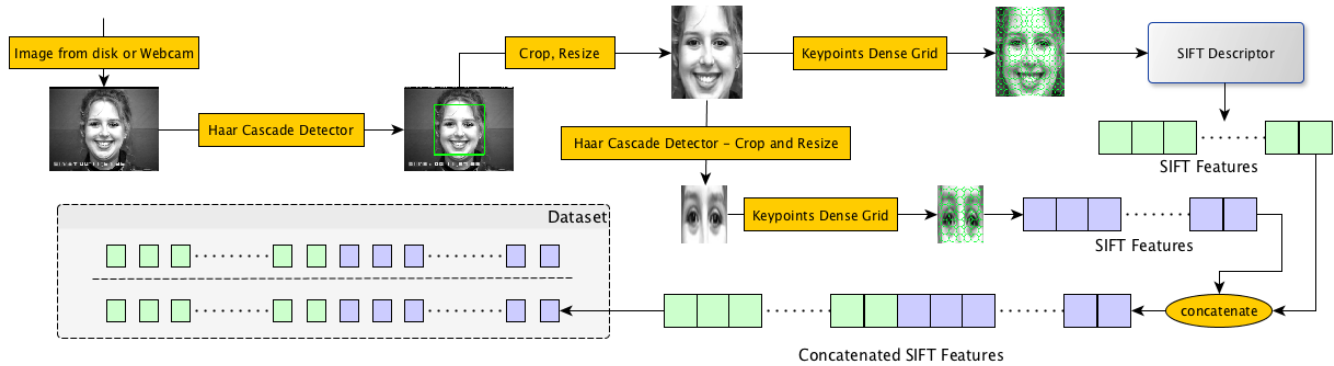 Image from disk or Webcam
Crop, Resize
Keypoints Dense Grid
SIFT Descriptor
Haar Cascade Detector
Haar Cascade Detector – Crop and Resize
SIFT Features
Keypoints Dense Grid
SIFT Features
Dataset
concatenate
Concatenated SIFT Features